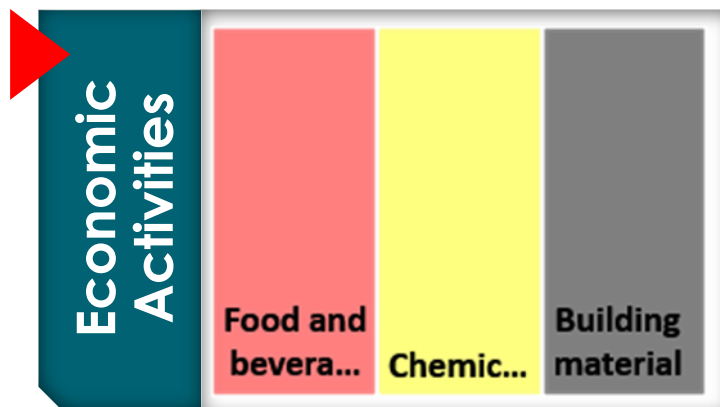 Economic
Activities
Food and
bevera...
Chemic...
Building
material